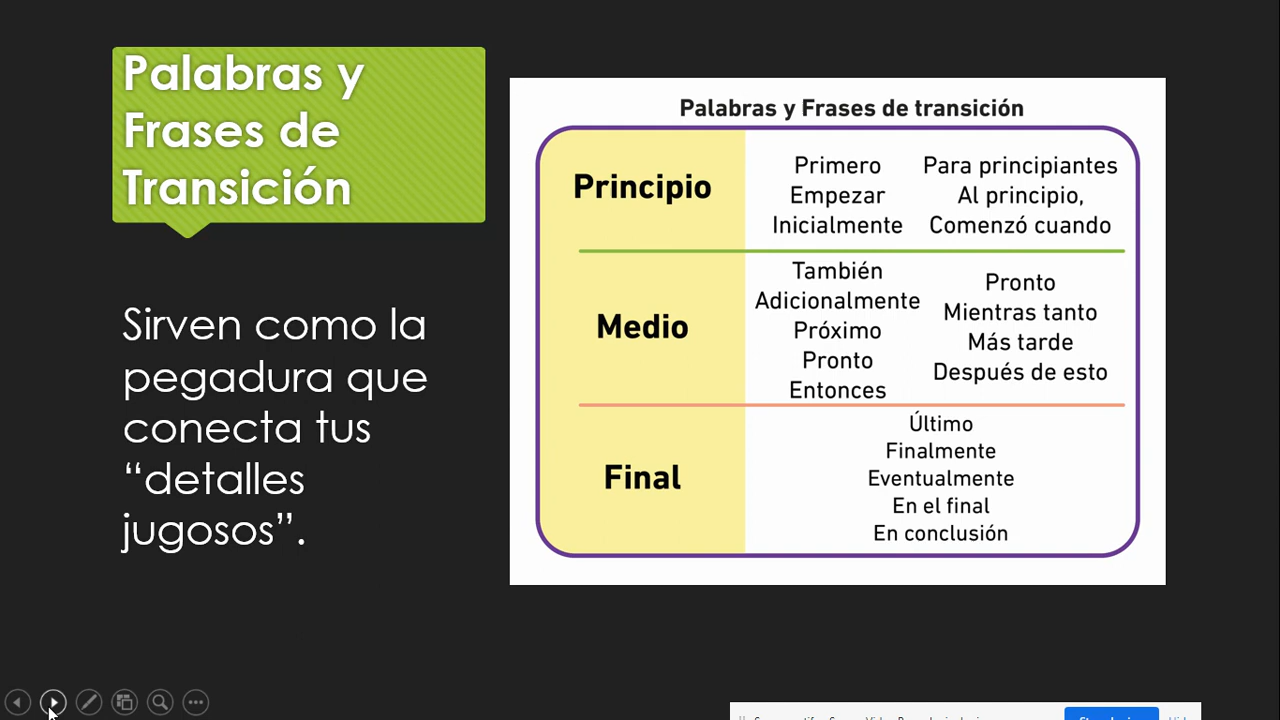 Palabras y
Frases de
Transición
Sirven como la
pegadura que
conecta tus
“detalles
jugosos”.
Palabras y Frases de transición
Principio
Primero
Empezar
Inicialmente
Para principiantes
Al principio,
Comenzó cuando
Medio
También
Adicionalmente
Próximo
Pronto
Entonces
Pronto
Mientras tanto
Más tarde
Después de esto
Final
Último
Finalmente
Eventualmente
En el final
En conclusión